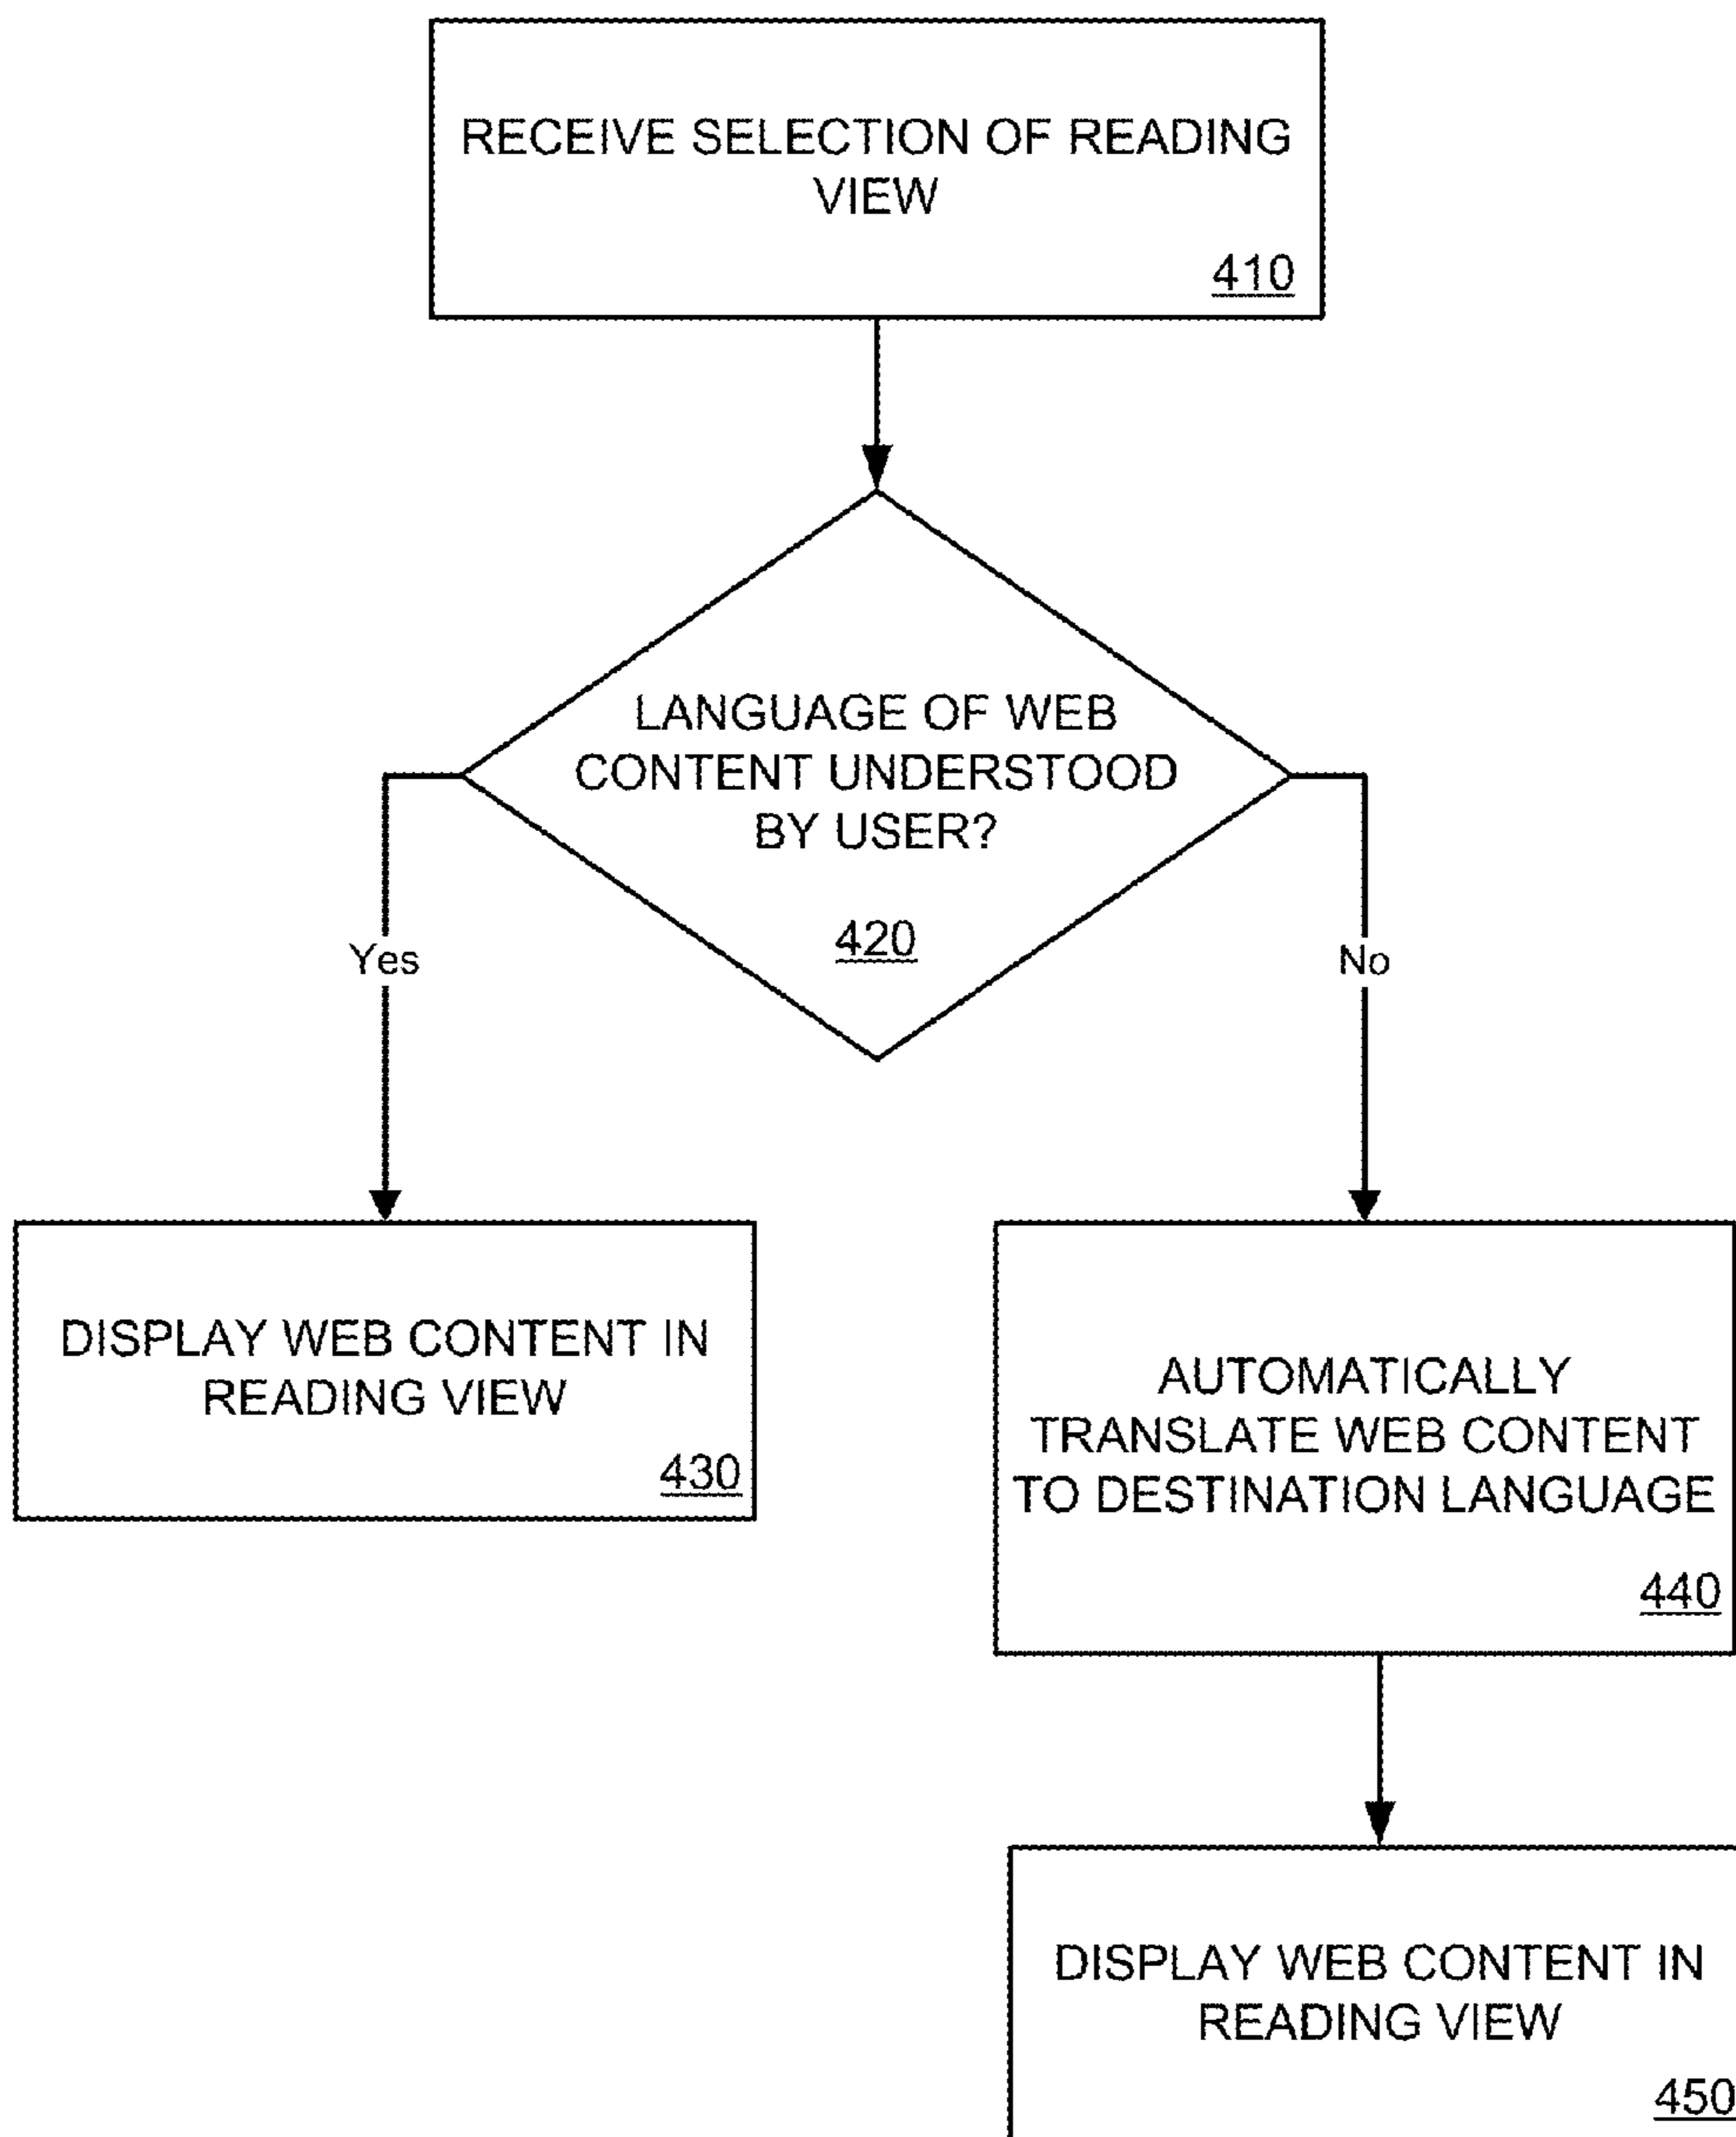 RECEIVE SELECTION OF READING
VIEW
410
LANGUAGE OF WEB
CONTENT UNDERSTOOD
BY USER?
420
Yes
No
DISPLAY WEB CONTENT IN
READING VIEW
430
AUTOMATICALLY
TRANSLATE WEB CONTENT
TO DESTINATION LANGUAGE
440
DISPLAY WEB CONTENT IN
READING VIEW
450